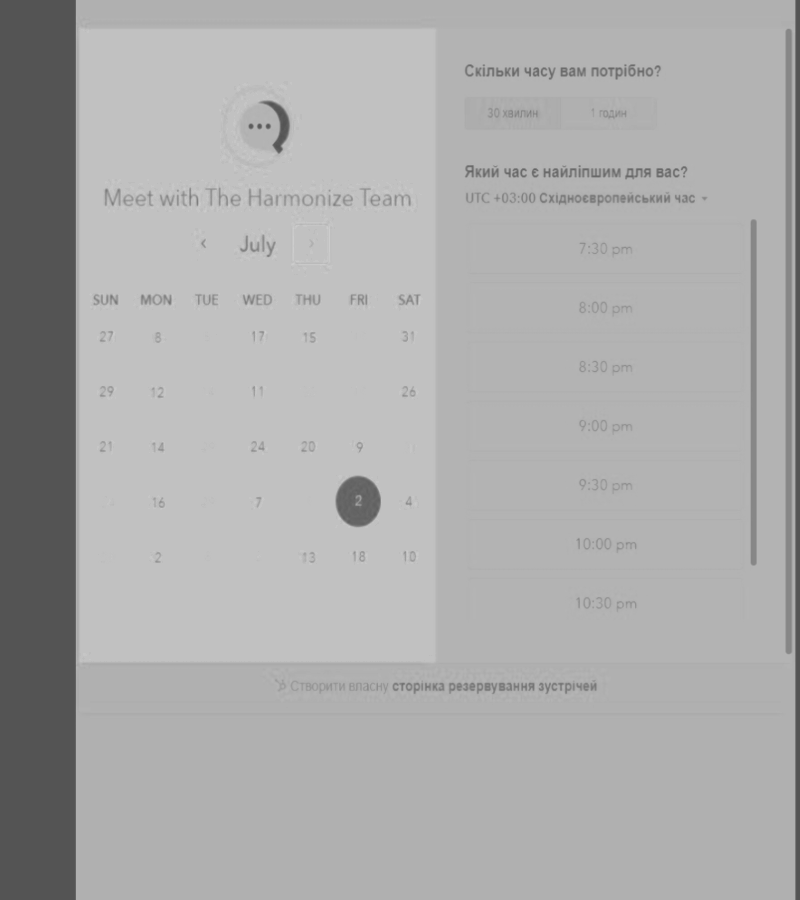 Meet with The Harmonize Team
July
SUN MON TUE WED THU FRI SAT
27 8 17 15 31
29 12 11 26
21 14 24 20 9
16 7 2 4
2 13 18 10
Скільки часу вам потрібно?
30 хвилин 1 годин
Який час є найліпшим для вас?
UTC +03:00 Східноєвропейський час
7:30 pm
8:00 pm
8:30 pm
9:00 pm
9:30 pm
10:00 pm
10:30 pm
Створити власну сторінка резервування зустрічей